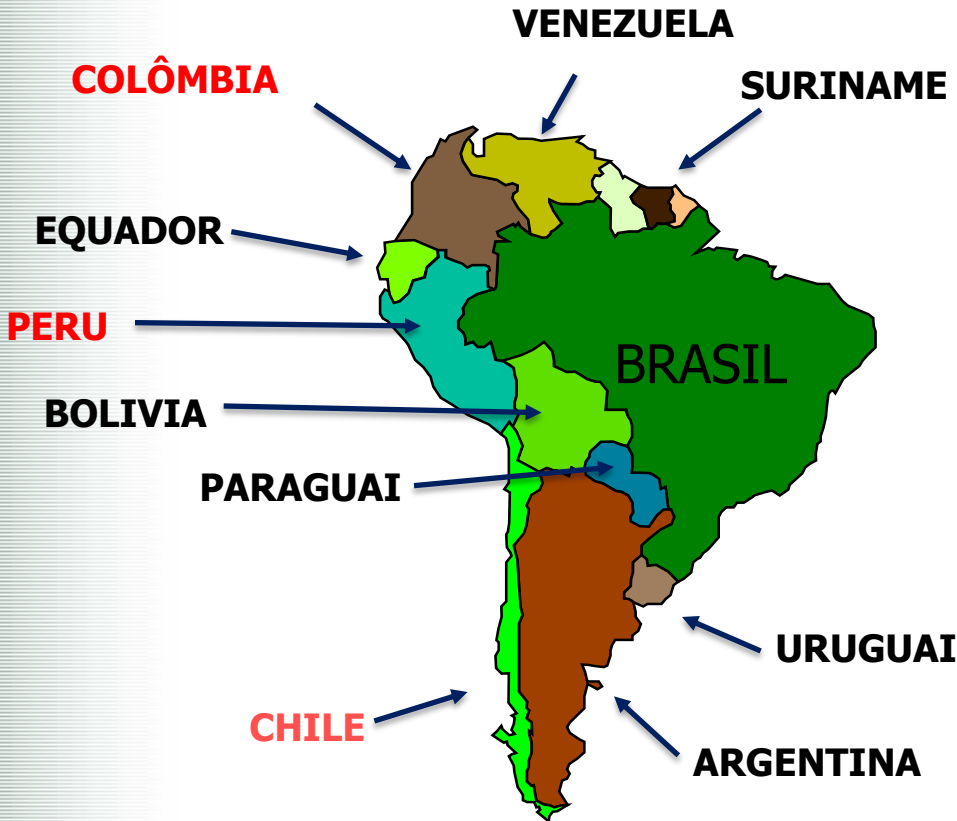 VENEZUELA
COLÔMBIA
SURINAME
EQUADOR
PERU
BRASIL
BOLIVIA
PARAGUAI
URUGUAI
CHILE
ARGENTINA